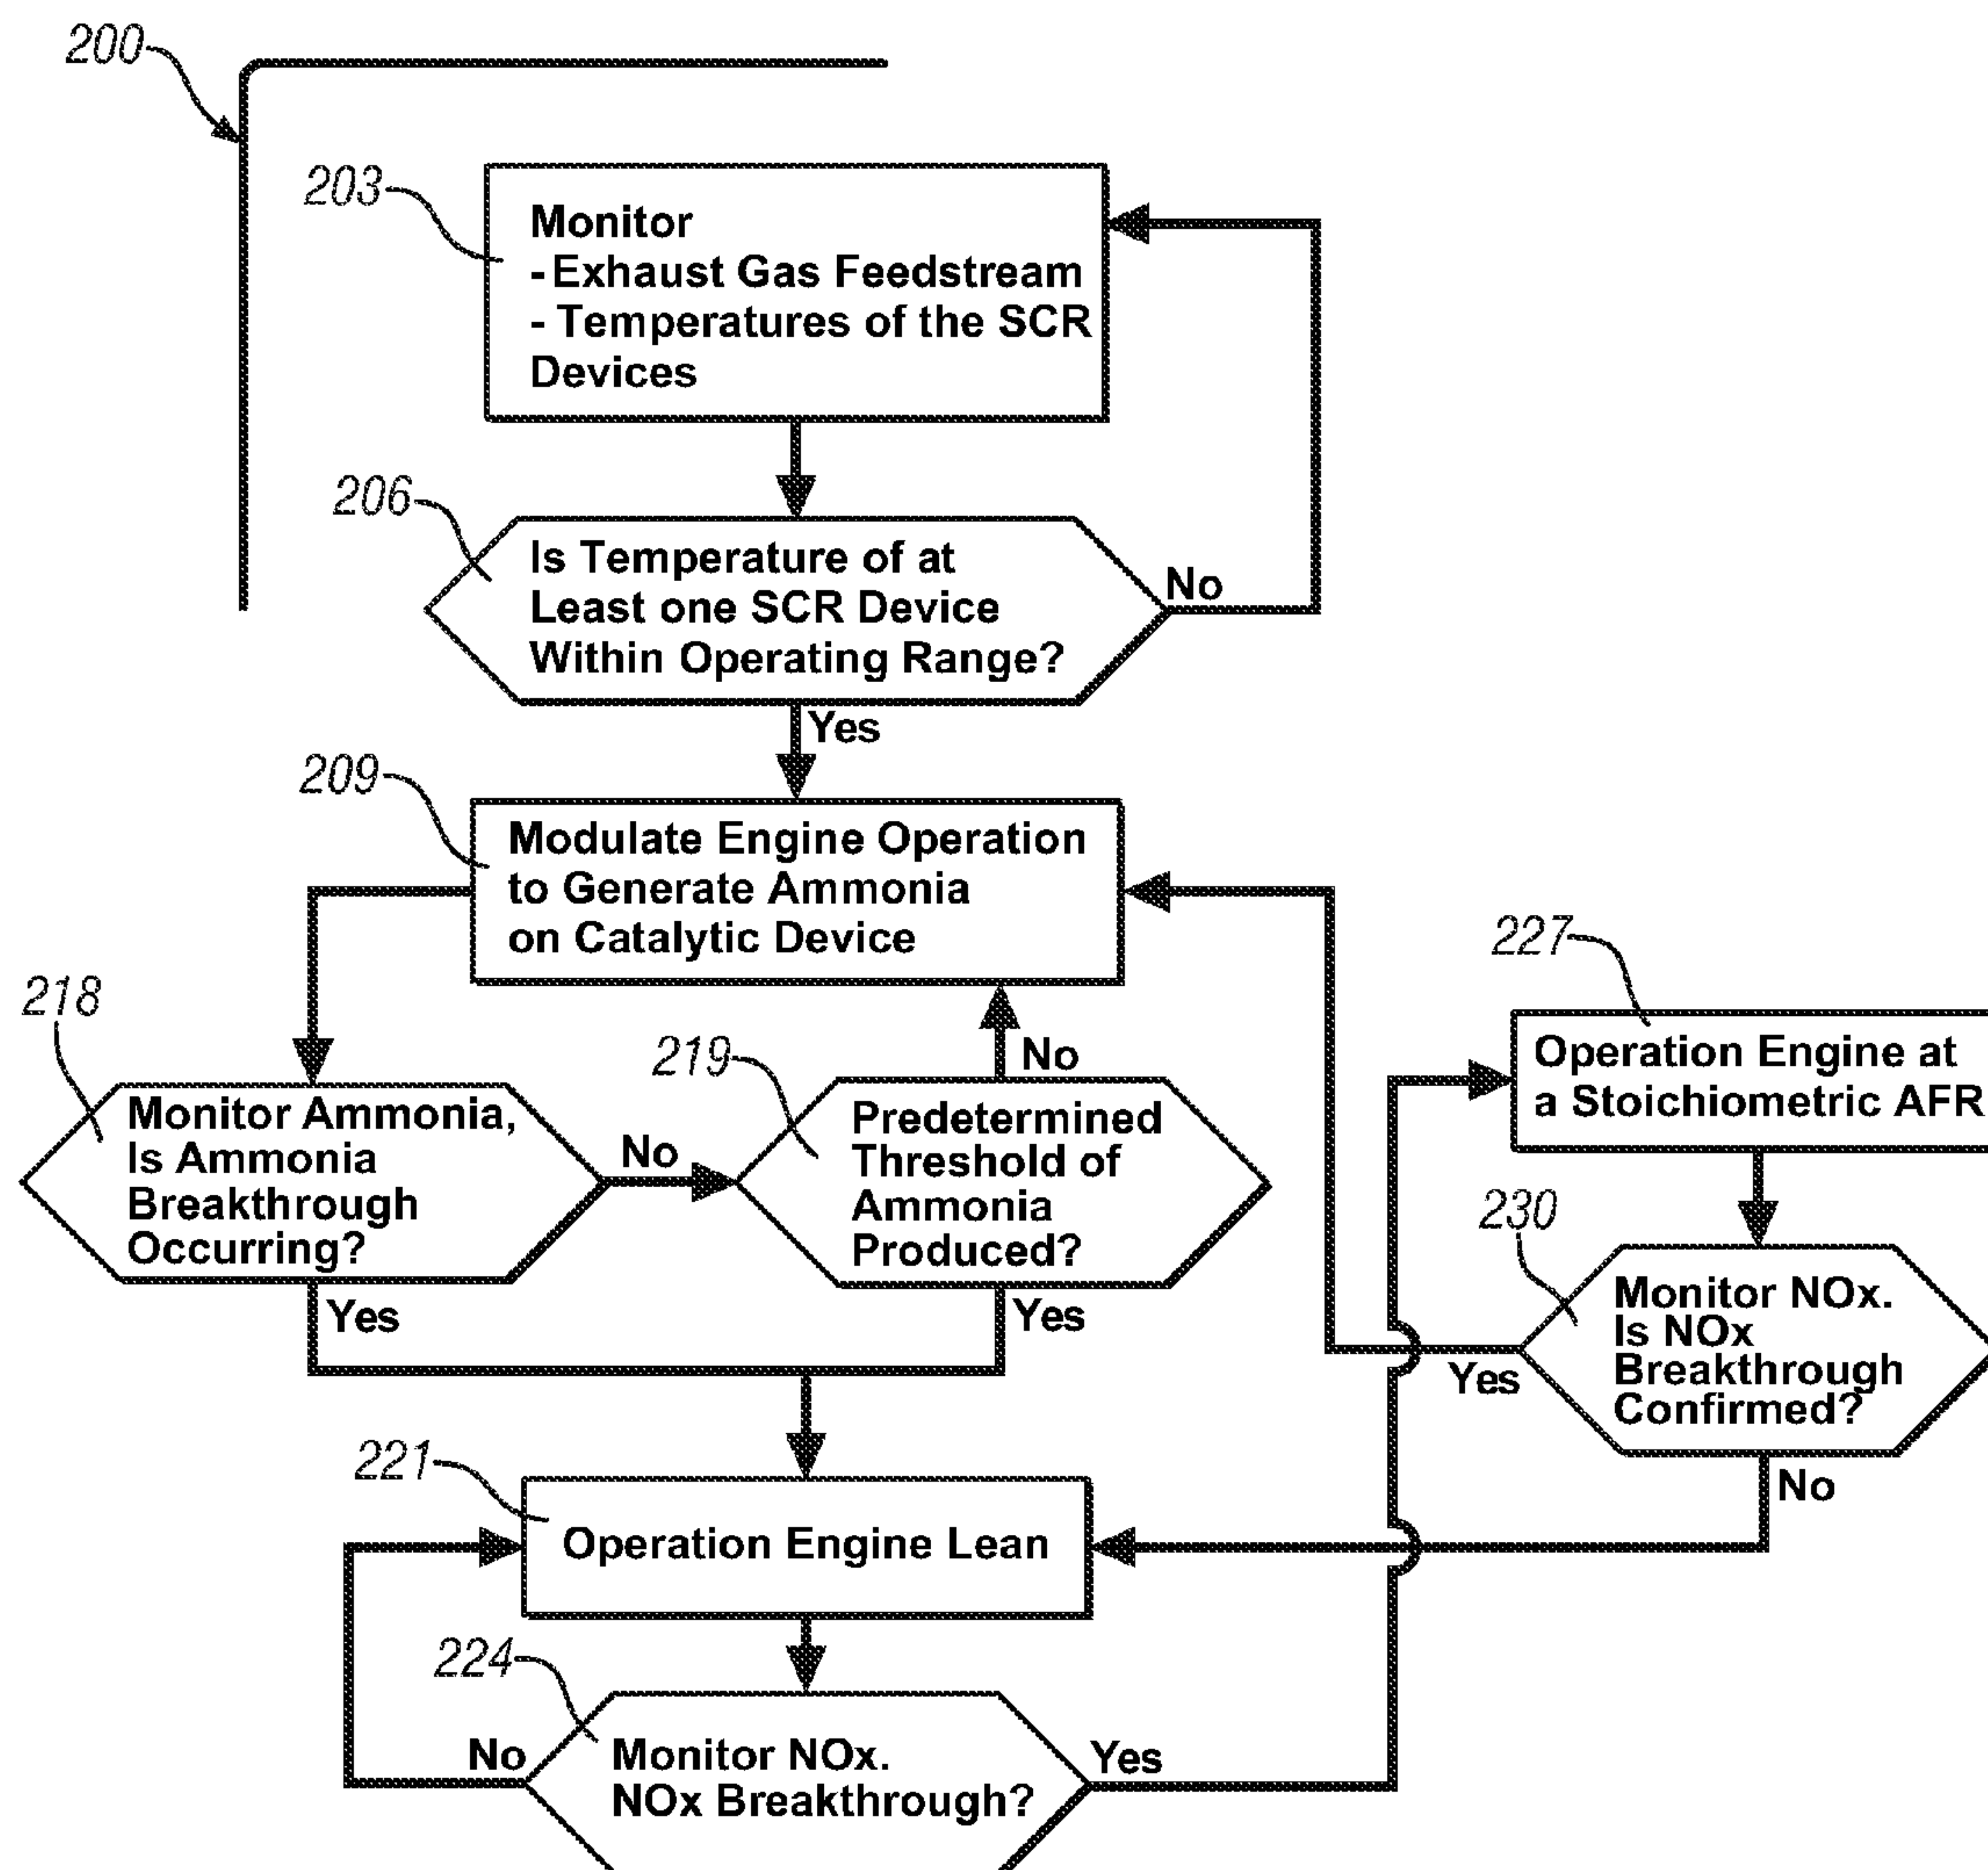 200
203
Monitor
-Exhaust Gas Feedstream
- Temperatures of the SCR
Devices
206
Is Temperature of at
Least one SCR Device
Within Operating Range?
No
Yes
209
Modulate Engine Operation
to Generate Ammonia
on Catalytic Device
218
Monitor Ammonia,
Is Ammonia
Breakthrough
Occurring?
No
Yes
219
Predetermined
Threshold of
Ammonia
Produced?
No
Yes
221
Operation Engine Lean
224
Monitor NOx.
NOx Breakthrough?
No
Yes
227
Operation Engine at
a Stoichiometric AFR
230
Monitor NOx.
Is NOx
Breakthrough
Confirmed?
Yes
No